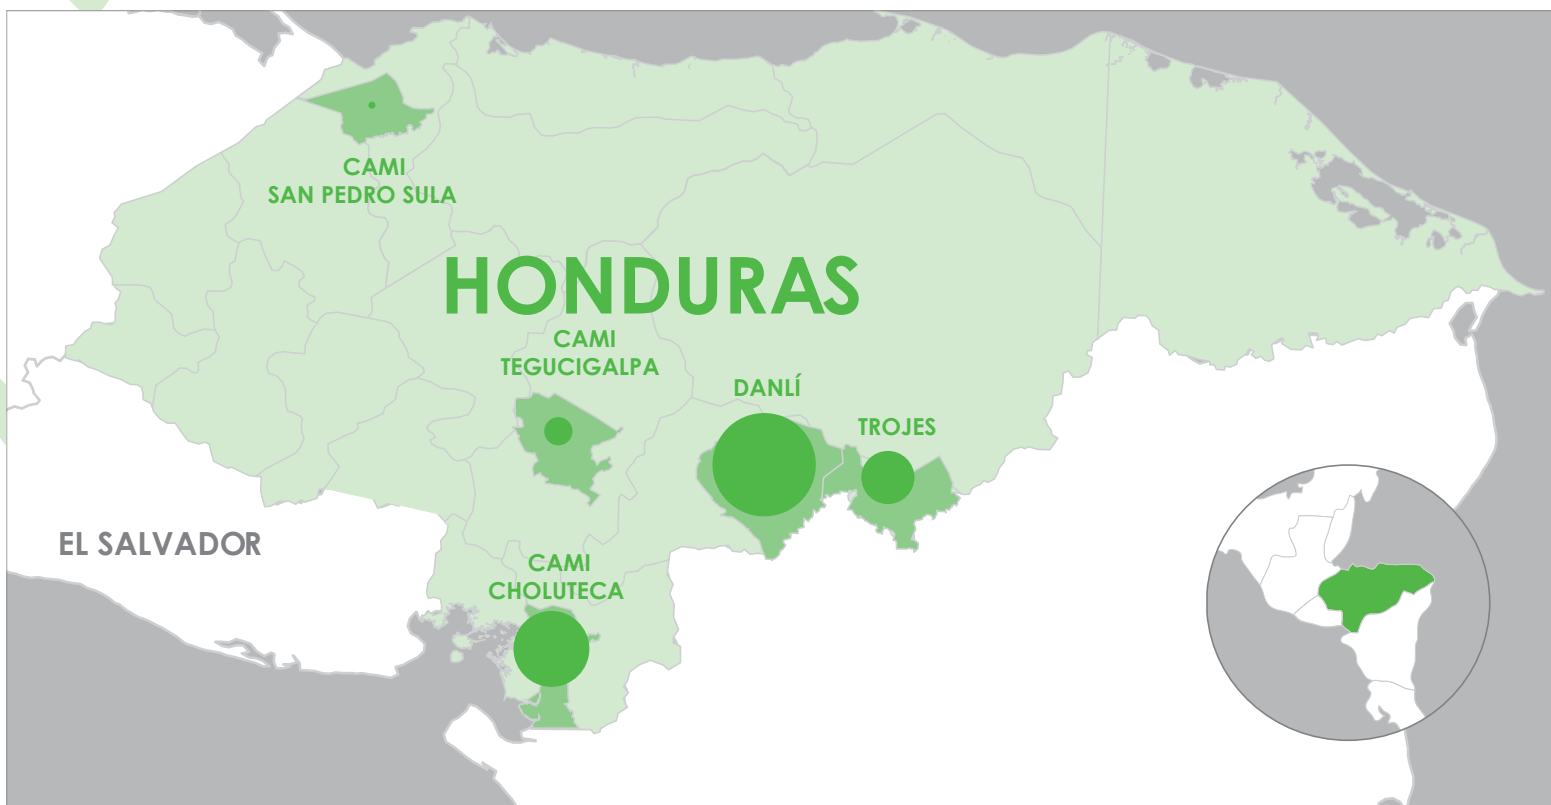 CAMI
SAN PEDRO SULA
HONDURAS
CAMI
TEGUCIGALPA
DANLÍ
TROJES
EL SALVADOR
CAMI
CHOLUTECA